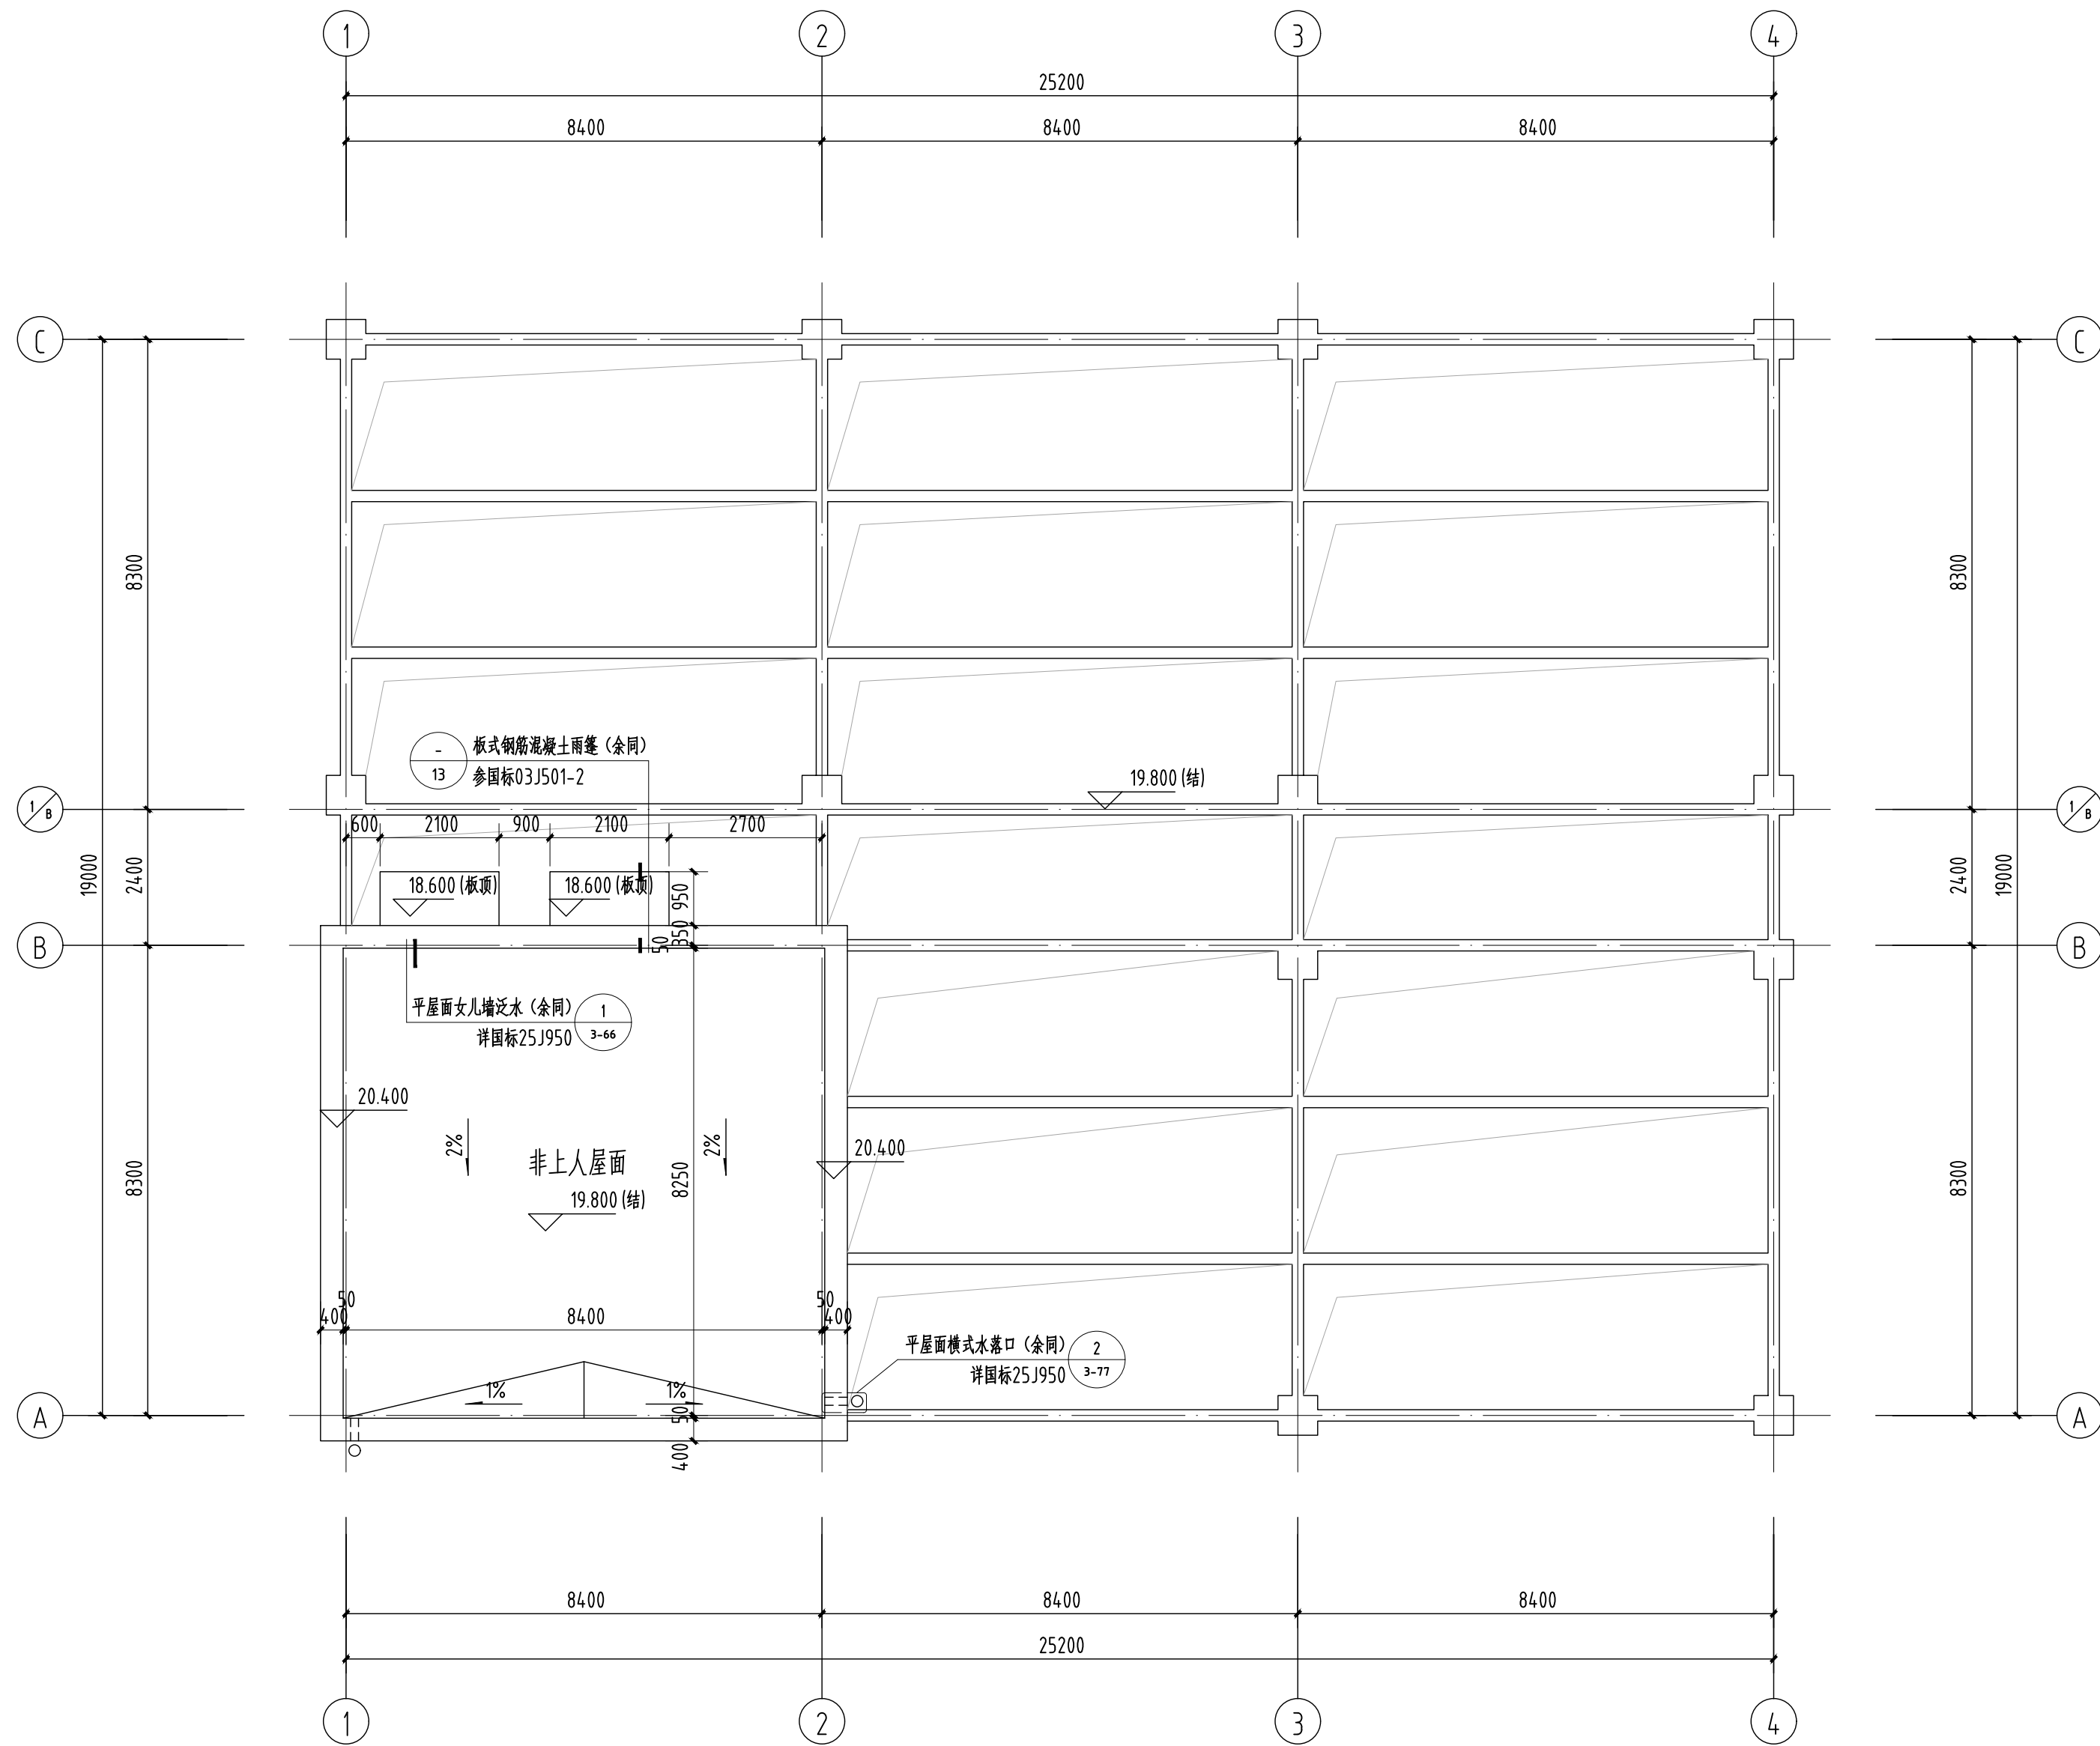 1 2 3 4
25200
8400 8400 8400
C C
8300 8300
板式钢筋混凝土雨篷（余同）
-
13
参国标03J501-2
19.800 (结)
1/B 1/B
600 2100 900 2100 2700
19000 2400 2400 19000
18.600 (板顶) 18.600 (板顶) 950
350
50
B B
平屋面女儿墙泛水（余同） 1
详国标25J950 3-66
20.400
2% 2%
20.400
非上人屋面
8300 8250 8300
19.800 (结)
50 50
400 8400 400
平屋面横式水落口（余同） 2
详国标25J950 3-77
1% 1%
50
A A
400
8400 8400 8400
25200
1 2 3 4